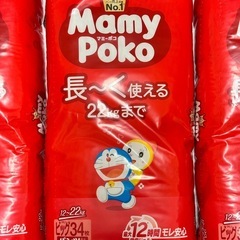 No.1
Mamy
Poko
マミーポコ
長〜く使える
22kgまで
12〜22kg
ビッグ34枚
最大12時間モレ安心